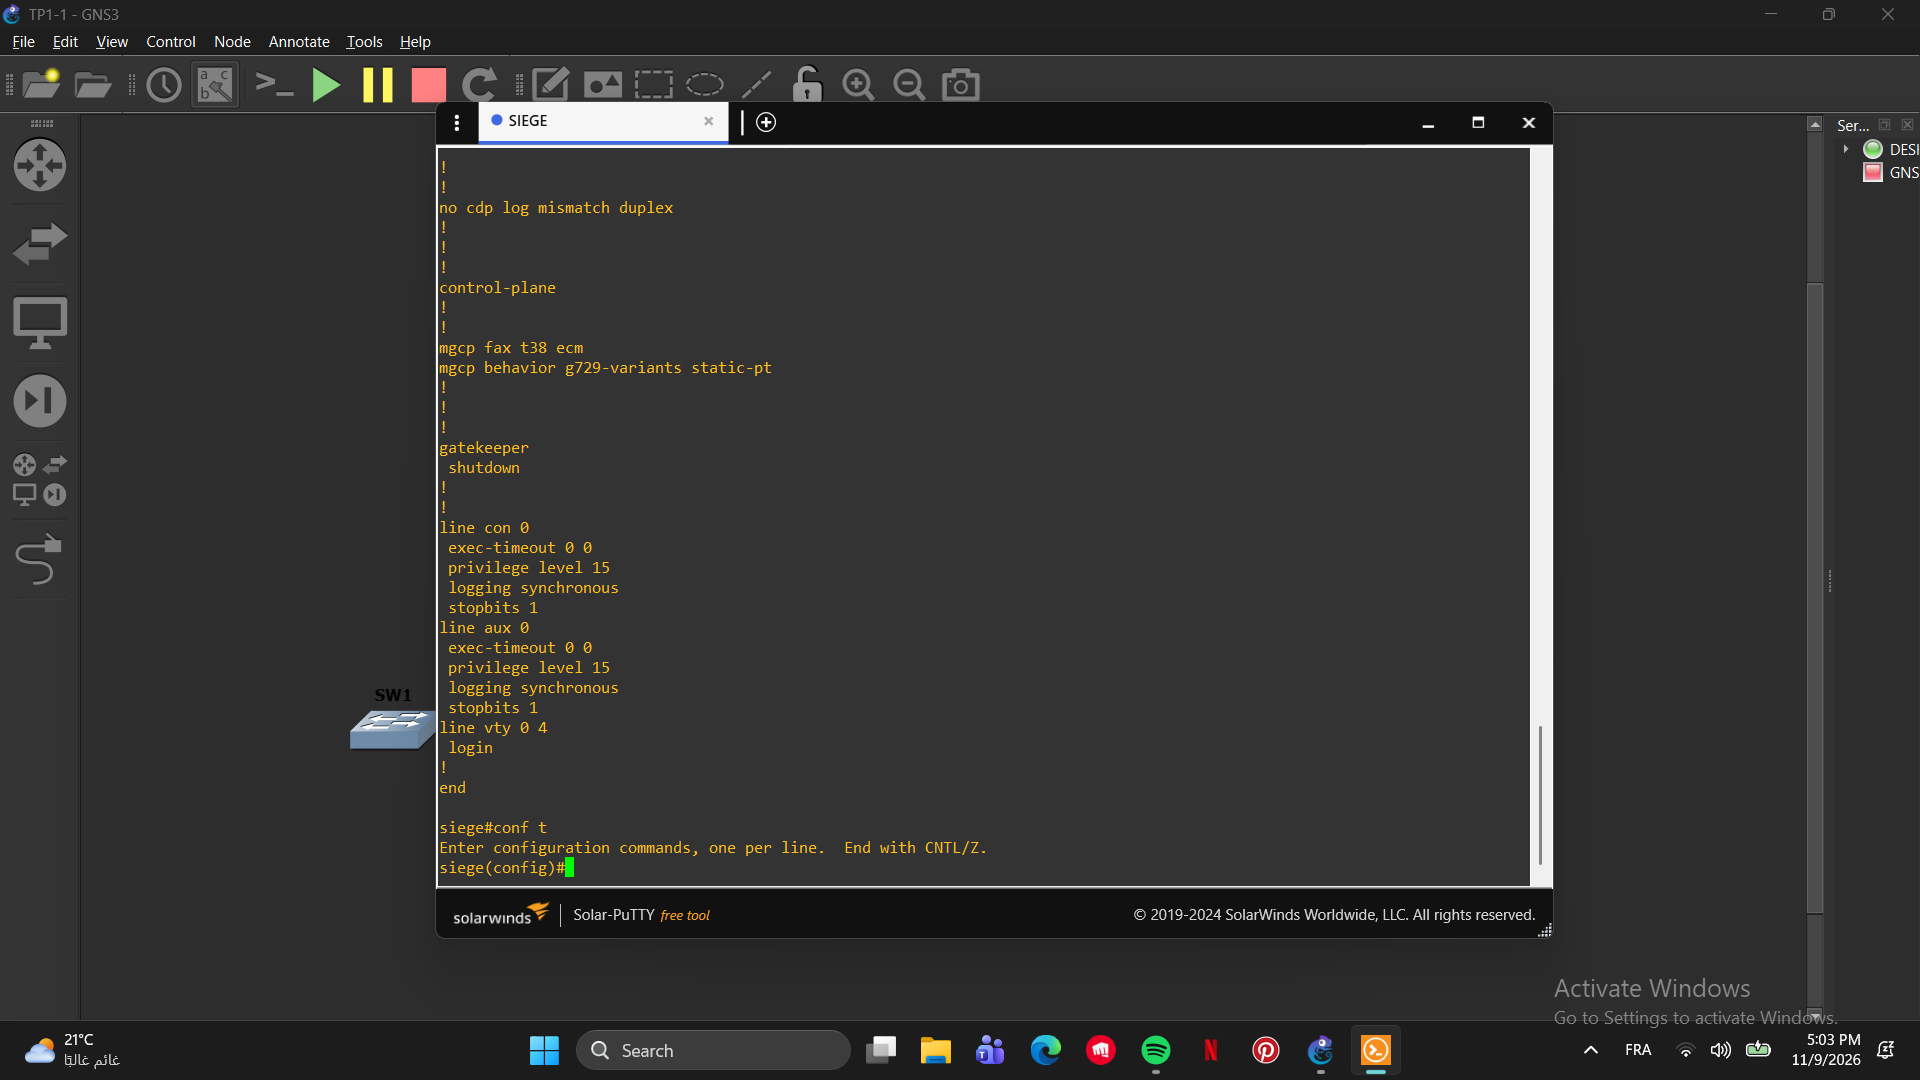 TP1-1 - GNS3
File Edit View Control Node Annotate Tools Help
SIEGE
Ser...
DESI
GNS
!
!
no cdp log mismatch duplex
!
!
!
control-plane
!
!
mgcp fax t38 ecm
mgcp behavior g729-variants static-pt
!
!
!
gatekeeper
shutdown
!
!
line con 0
exec-timeout 0 0
privilege level 15
logging synchronous
stopbits 1
line aux 0
exec-timeout 0 0
privilege level 15
logging synchronous
stopbits 1
line vty 0 4
login
!
end
siege#conf t
Enter configuration commands, one per line.  End with CNTL/Z.
siege(config)#
SW1
solarwinds Solar-PuTTY free tool
© 2019-2024 SolarWinds Worldwide, LLC. All rights reserved.
Activate Windows
Go to Settings to activate Windows.
21°C
غائم غالبًا
Search
FRA
5:03 PM
11/9/2026